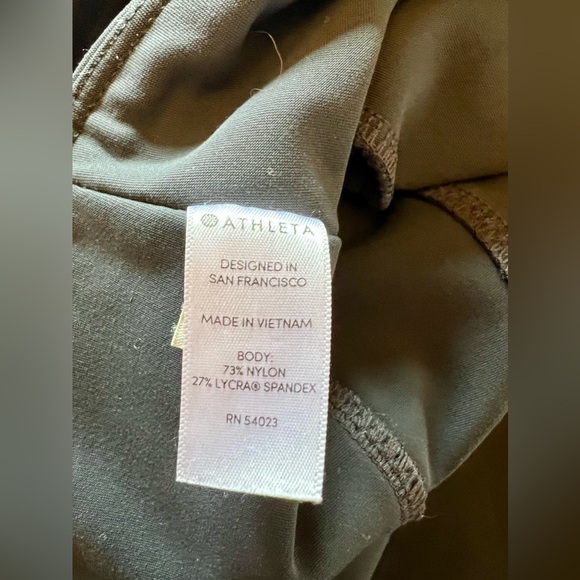 ATHLETA
DESIGNED IN
SAN FRANCISCO
MADE IN VIETNAM
BODY:
73% NYLON
27% LYCRA® SPANDEX
RN 54023